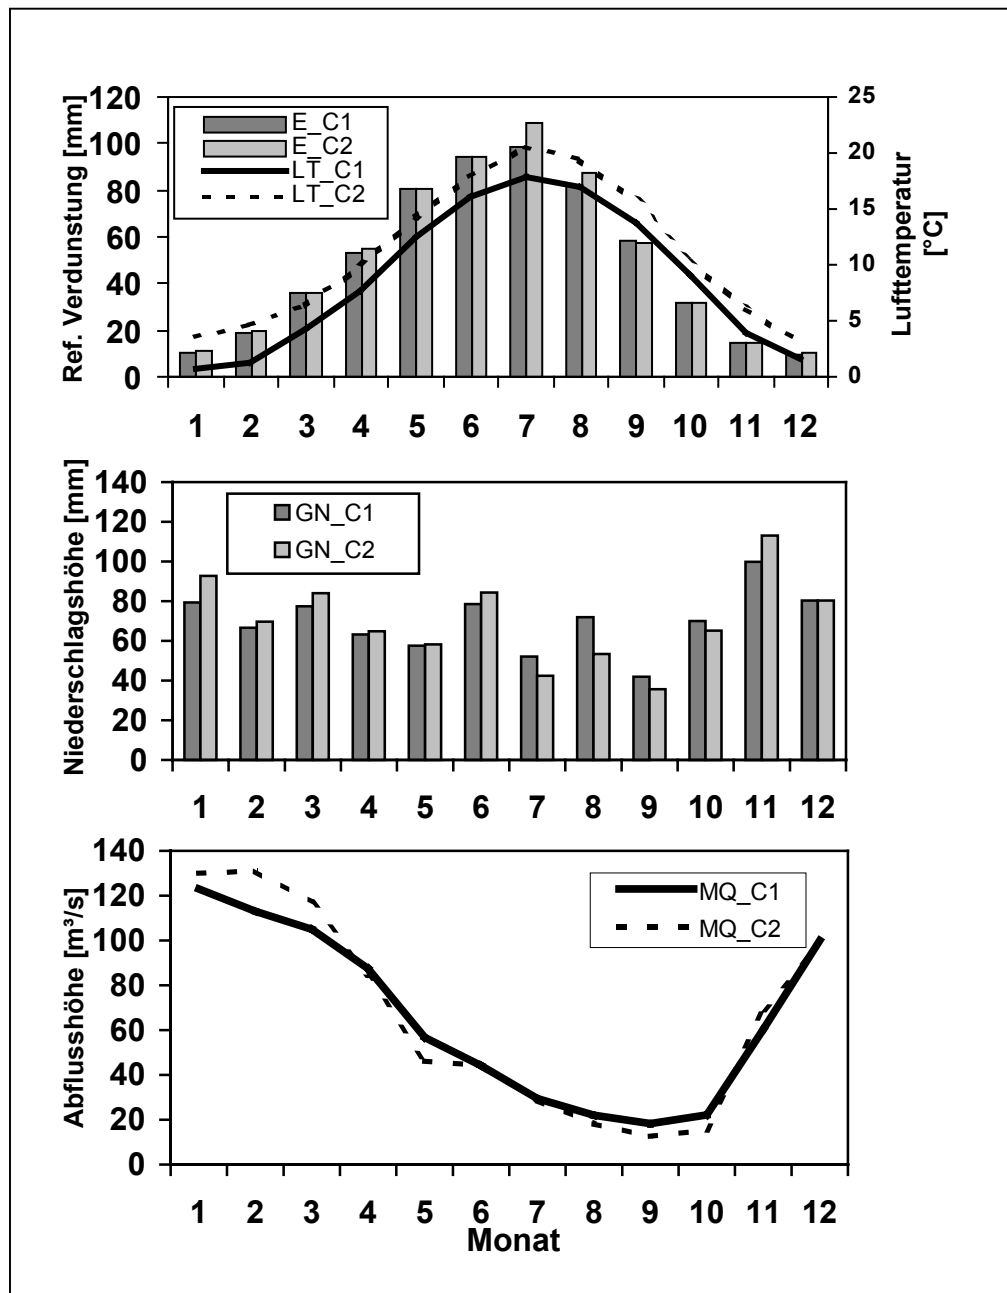 Ref. Verdunstung [mm]
120
100
80
60
40
20
0
E_C1
E_C2
LT_C1
LT_C2
25
20
15
10
5
0
Lufttemperatur
[°C]
1 2 3 4 5 6 7 8 9 10 11 12
Niederschlagshöhe [mm]
140
120
100
80
60
40
20
0
GN_C1
GN_C2
1 2 3 4 5 6 7 8 9 10 11 12
Abflusshöhe [m³/s]
140
120
100
80
60
40
20
0
MQ_C1
MQ_C2
1 2 3 4 5 6 7 8 9 10 11 12
Monat